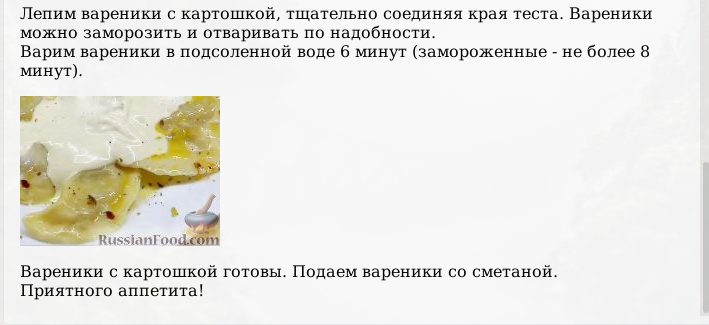 Лепим вареники с картошкой, тщательно соединяя края теста. Вареники
можно заморозить и отваривать по надобности.
Варим вареники в подсоленной воде 6 минут (замороженные - не более 8
минут).
RussianFood.com
Вареники с картошкой готовы. Подаем вареники со сметаной.
Приятного аппетита!